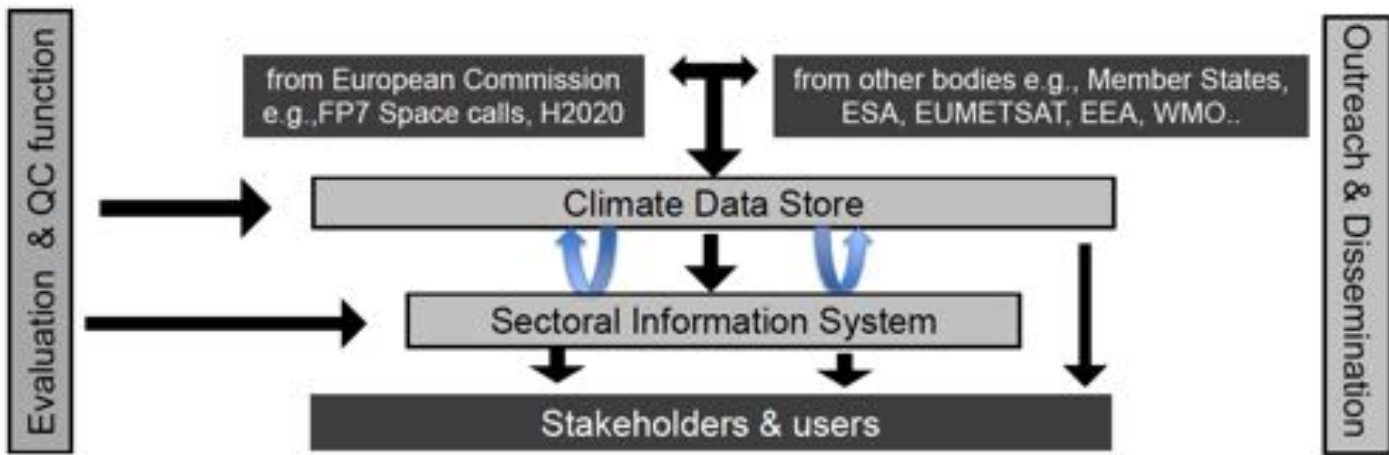 Evaluation & QC function
from European Commission
e.g.,FP7 Space calls, H2020
from other bodies e.g., Member States,
ESA, EUMETSAT, EEA, WMO..
Climate Data Store
Sectoral Information System
Stakeholders & users
Outreach & Dissemination